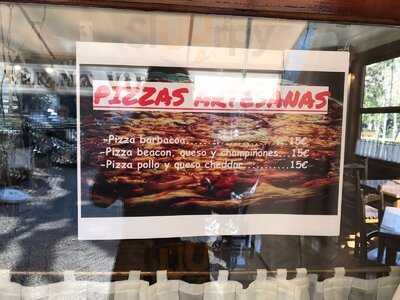 PIZZAS ARTESANAS
-Pizza barbacoa........................15€
-Pizza beacon, queso y champiñones.. 15€
-Pizza pollo y queso cheddar...........15€